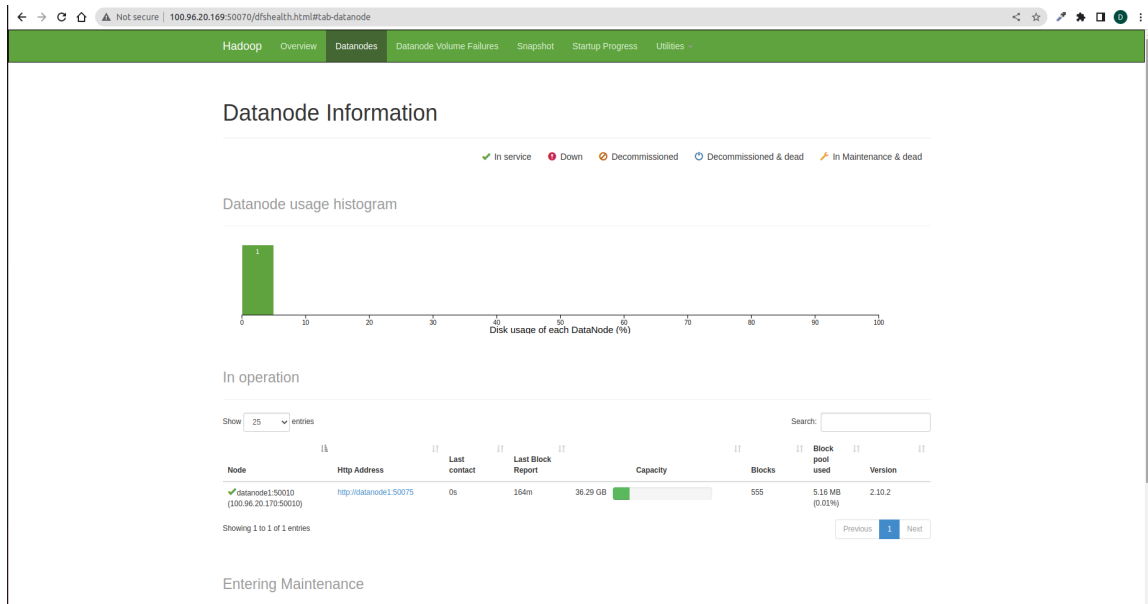 Not secure | 100.96.20.169:50070/dfshealth.html#tab-datanode
D
Hadoop Overview Datanodes Datanode Volume Failures Snapshot Startup Progress Utilities
Datanode Information
In service Down Decommissioned Decommissioned & dead In Maintenance & dead
Datanode usage histogram
1
0 10 20 30 40 50 60 70 80 90 100
Disk usage of each DataNode (%)
In operation
Show 25 entries Search:
Node Http Address Last contact Last Block Report Capacity Blocks Block pool used Version
datanode1:50010 http://datanode1:50075 0s 164m 36.29 GB 555 5.16 MB 2.10.2
(100.96.20.170:50010) (0.01%)
Showing 1 to 1 of 1 entries Previous 1 Next
Entering Maintenance